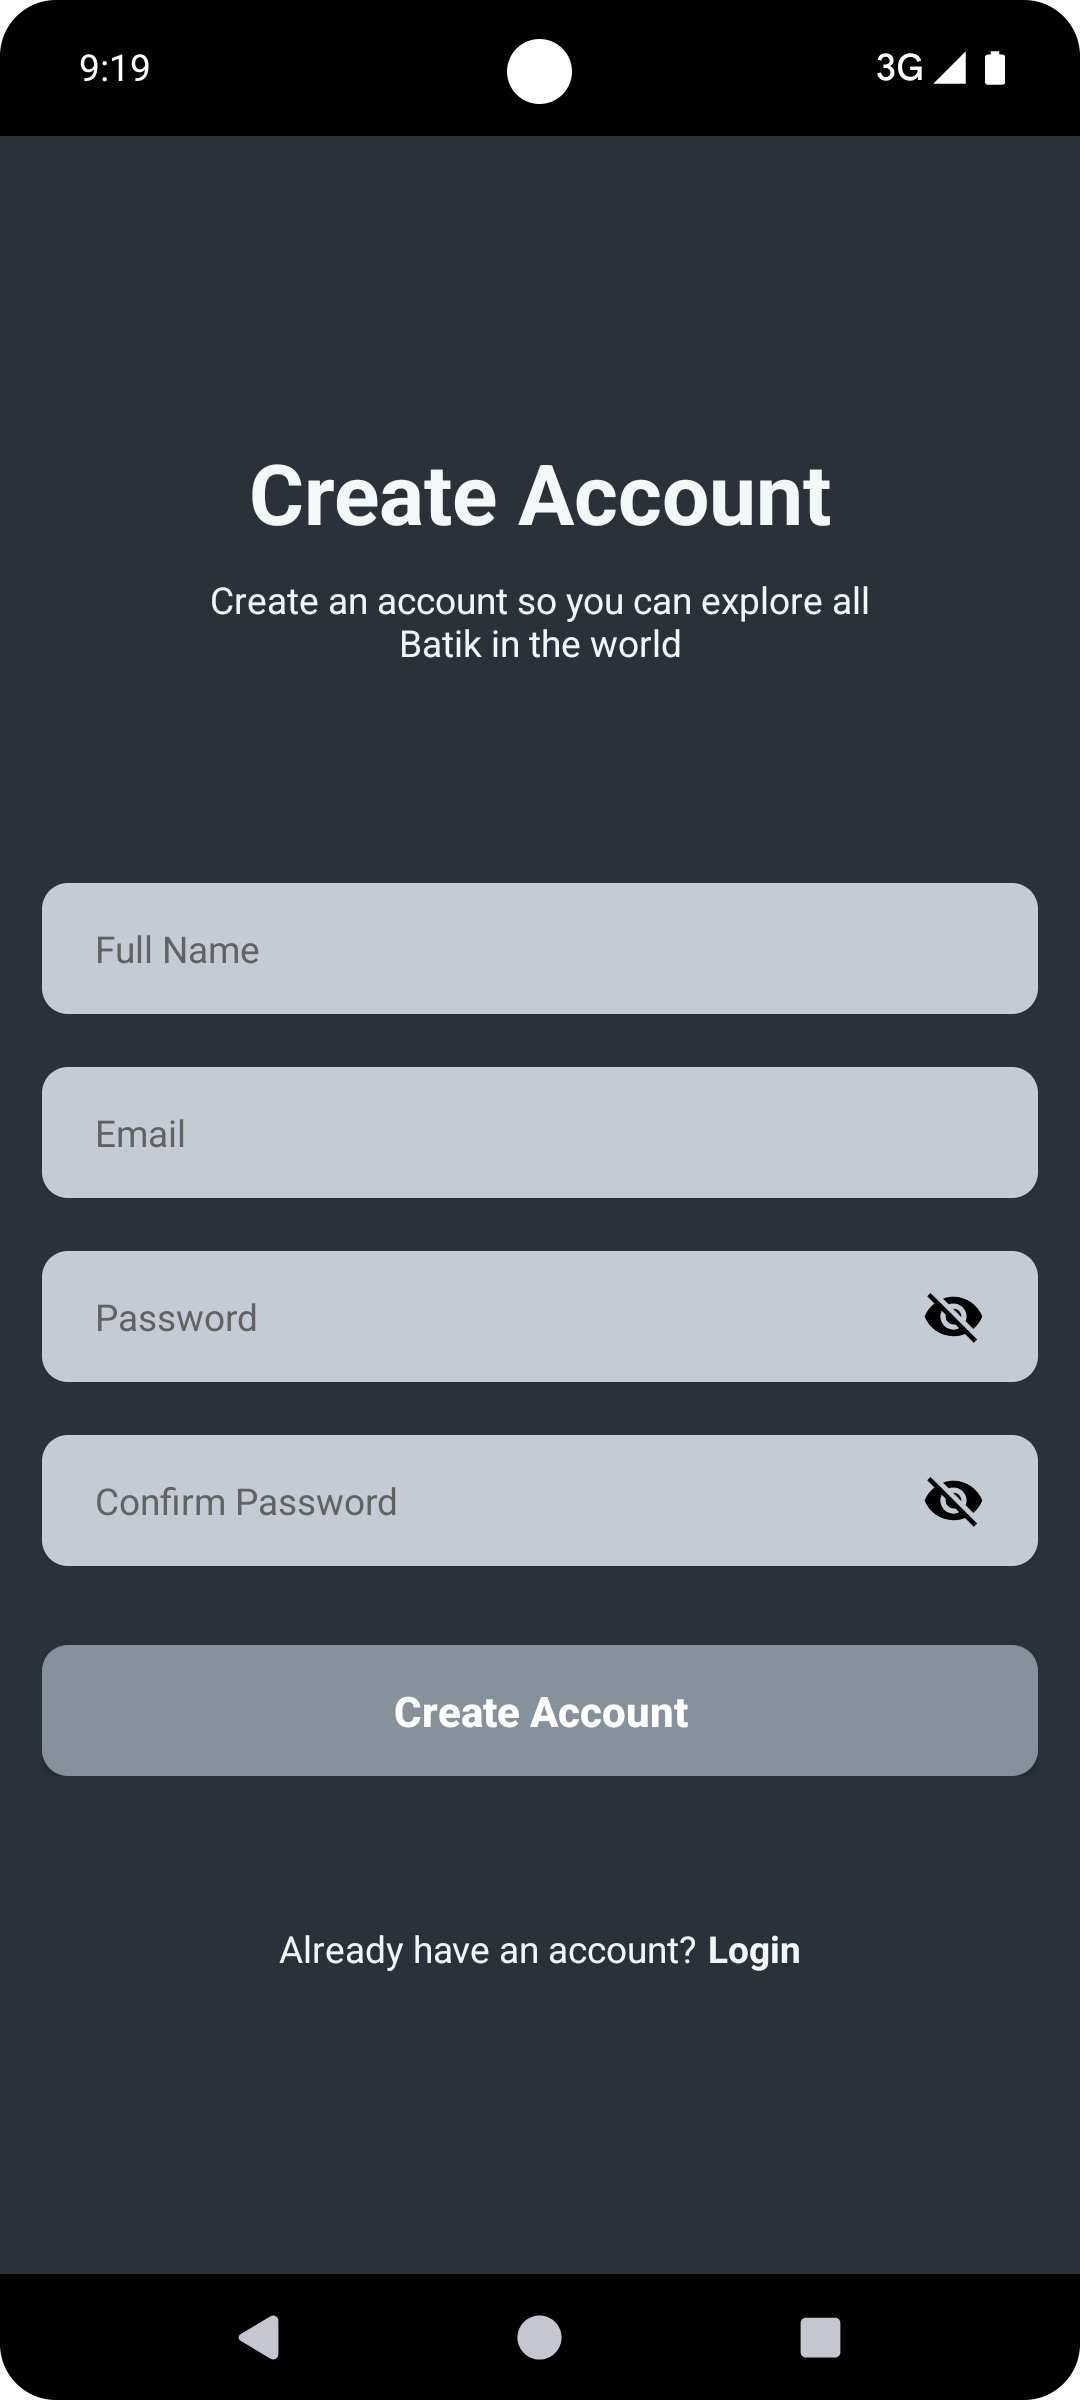 9:19
3G
Create Account
Create an account so you can explore all
Batik in the world
Full Name
Email
Password
Confirm Password
Create Account
Already have an account? Login